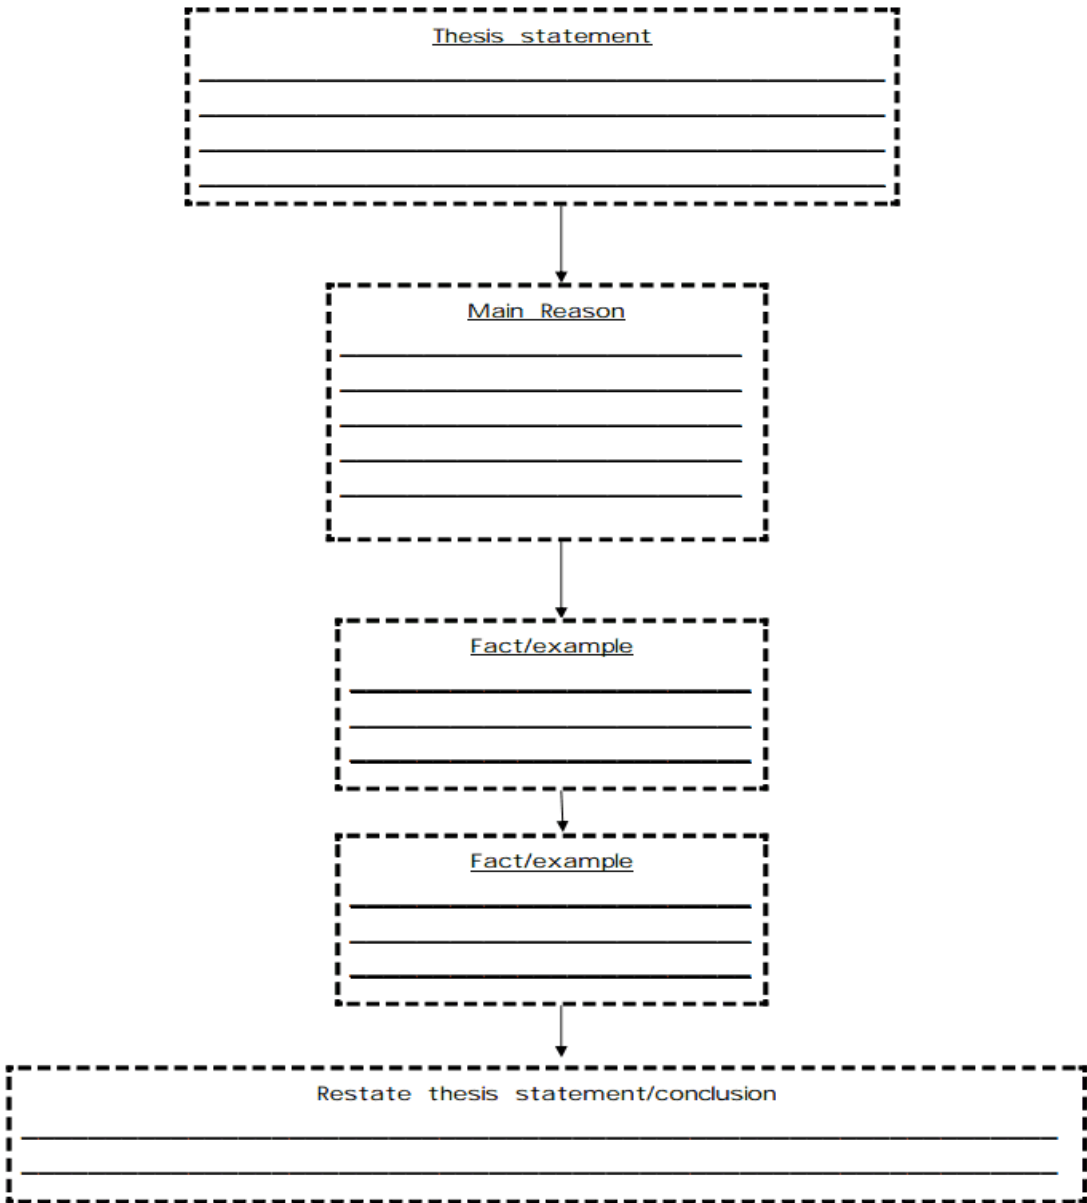 Thesis statement
Main Reason
Fact/example
Fact/example
Restate thesis statement/conclusion